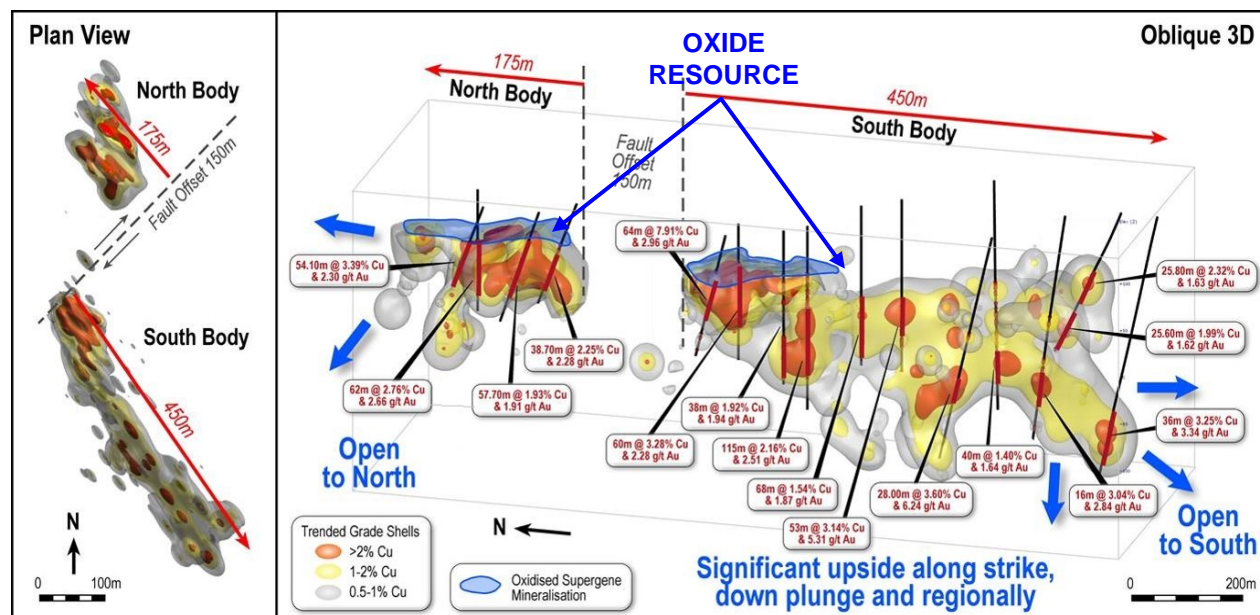 Plan View
North Body
175m
Fault Offset 150m
South Body
450m
N
0 100m
Oblique 3D
OXIDE
RESOURCE
175m
North Body
450m
South Body
Fault
Offset
150m
64m @ 7.91% Cu
& 2.96 g/t Au
54.10m @ 3.39% Cu
& 2.30 g/t Au
25.80m @ 2.32% Cu
& 1.63 g/t Au
25.60m @ 1.99% Cu
& 1.62 g/t Au
38.70m @ 2.25% Cu
& 2.28 g/t Au
62m @ 2.76% Cu
& 2.66 g/t Au
57.70m @ 1.93% Cu
& 1.91 g/t Au
38m @ 1.92% Cu
& 1.94 g/t Au
60m @ 3.28% Cu
& 2.28 g/t Au
115m @ 2.16% Cu
& 2.51 g/t Au
36m @ 3.25% Cu
& 3.34 g/t Au
40m @ 1.40% Cu
& 1.64 g/t Au
68m @ 1.54% Cu
& 1.87 g/t Au
28.00m @ 3.60% Cu
& 6.24 g/t Au
16m @ 3.04% Cu
& 2.84 g/t Au
53m @ 3.14% Cu
& 5.31 g/t Au
Open
to North
Open
to South
N
Trended Grade Shells
>2% Cu
1-2% Cu
0.5-1% Cu
Oxidised Supergene
Mineralisation
Significant upside along strike,
down plunge and regionally
0 200m